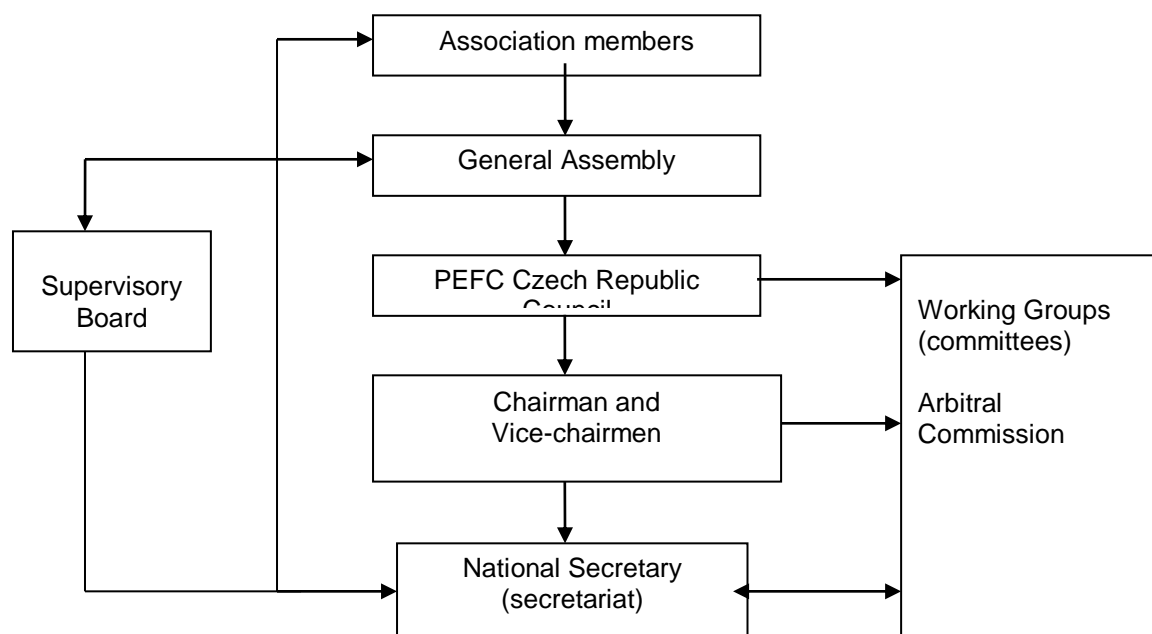 Association members
General Assembly
PEFC Czech Republic
Council
Supervisory
Board
Working Groups
(committees)
Arbitral
Commission
Chairman and
Vice-chairmen
National Secretary
(secretariat)